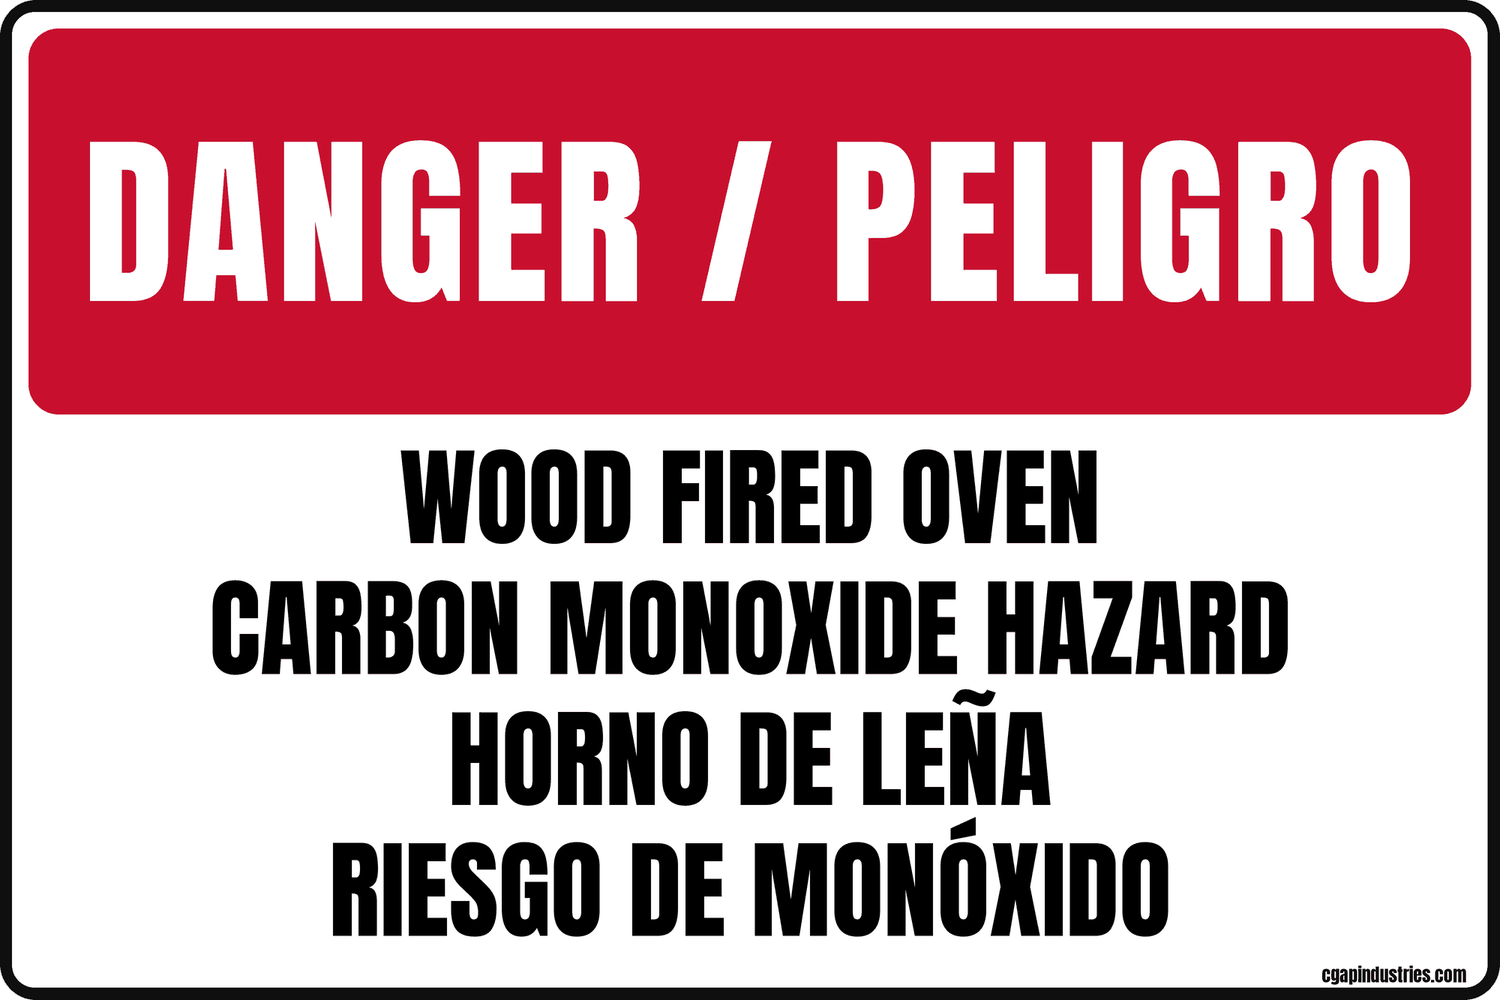 DANGER / PELIGRO
WOOD FIRED OVEN
CARBON MONOXIDE HAZARD
HORNO DE LEÑA
RIESGO DE MONÓXIDO
cgapindustries.com